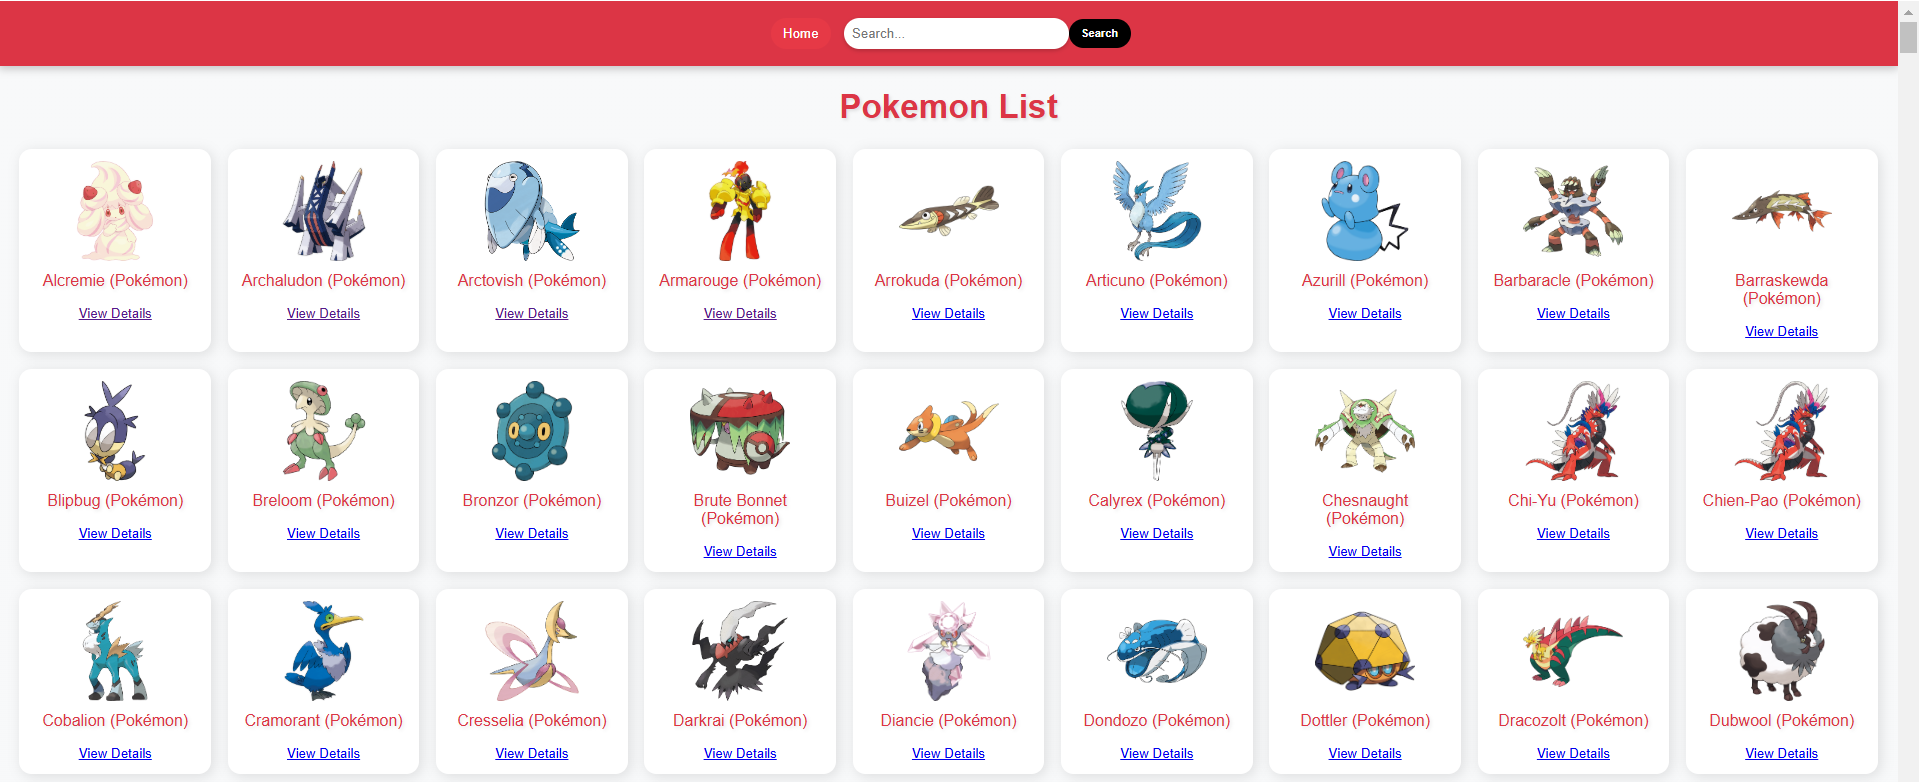 Home
Search...
Search
Pokemon List
Alcremie (Pokémon)
View Details
Archaludon (Pokémon)
View Details
Arctovish (Pokémon)
View Details
Armarouge (Pokémon)
View Details
Arrokuda (Pokémon)
View Details
Articuno (Pokémon)
View Details
Azurill (Pokémon)
View Details
Barbaracle (Pokémon)
View Details
Barraskewda
(Pokémon)
View Details
Blipbug (Pokémon)
View Details
Breloom (Pokémon)
View Details
Bronzor (Pokémon)
View Details
Brute Bonnet
(Pokémon)
View Details
Buizel (Pokémon)
View Details
Calyrex (Pokémon)
View Details
Chesnaught
(Pokémon)
View Details
Chi-Yu (Pokémon)
View Details
Chien-Pao (Pokémon)
View Details
Cobalion (Pokémon)
View Details
Cramorant (Pokémon)
View Details
Cresselia (Pokémon)
View Details
Darkrai (Pokémon)
View Details
Diancie (Pokémon)
View Details
Dondozo (Pokémon)
View Details
Dottler (Pokémon)
View Details
Dracozolt (Pokémon)
View Details
Dubwool (Pokémon)
View Details